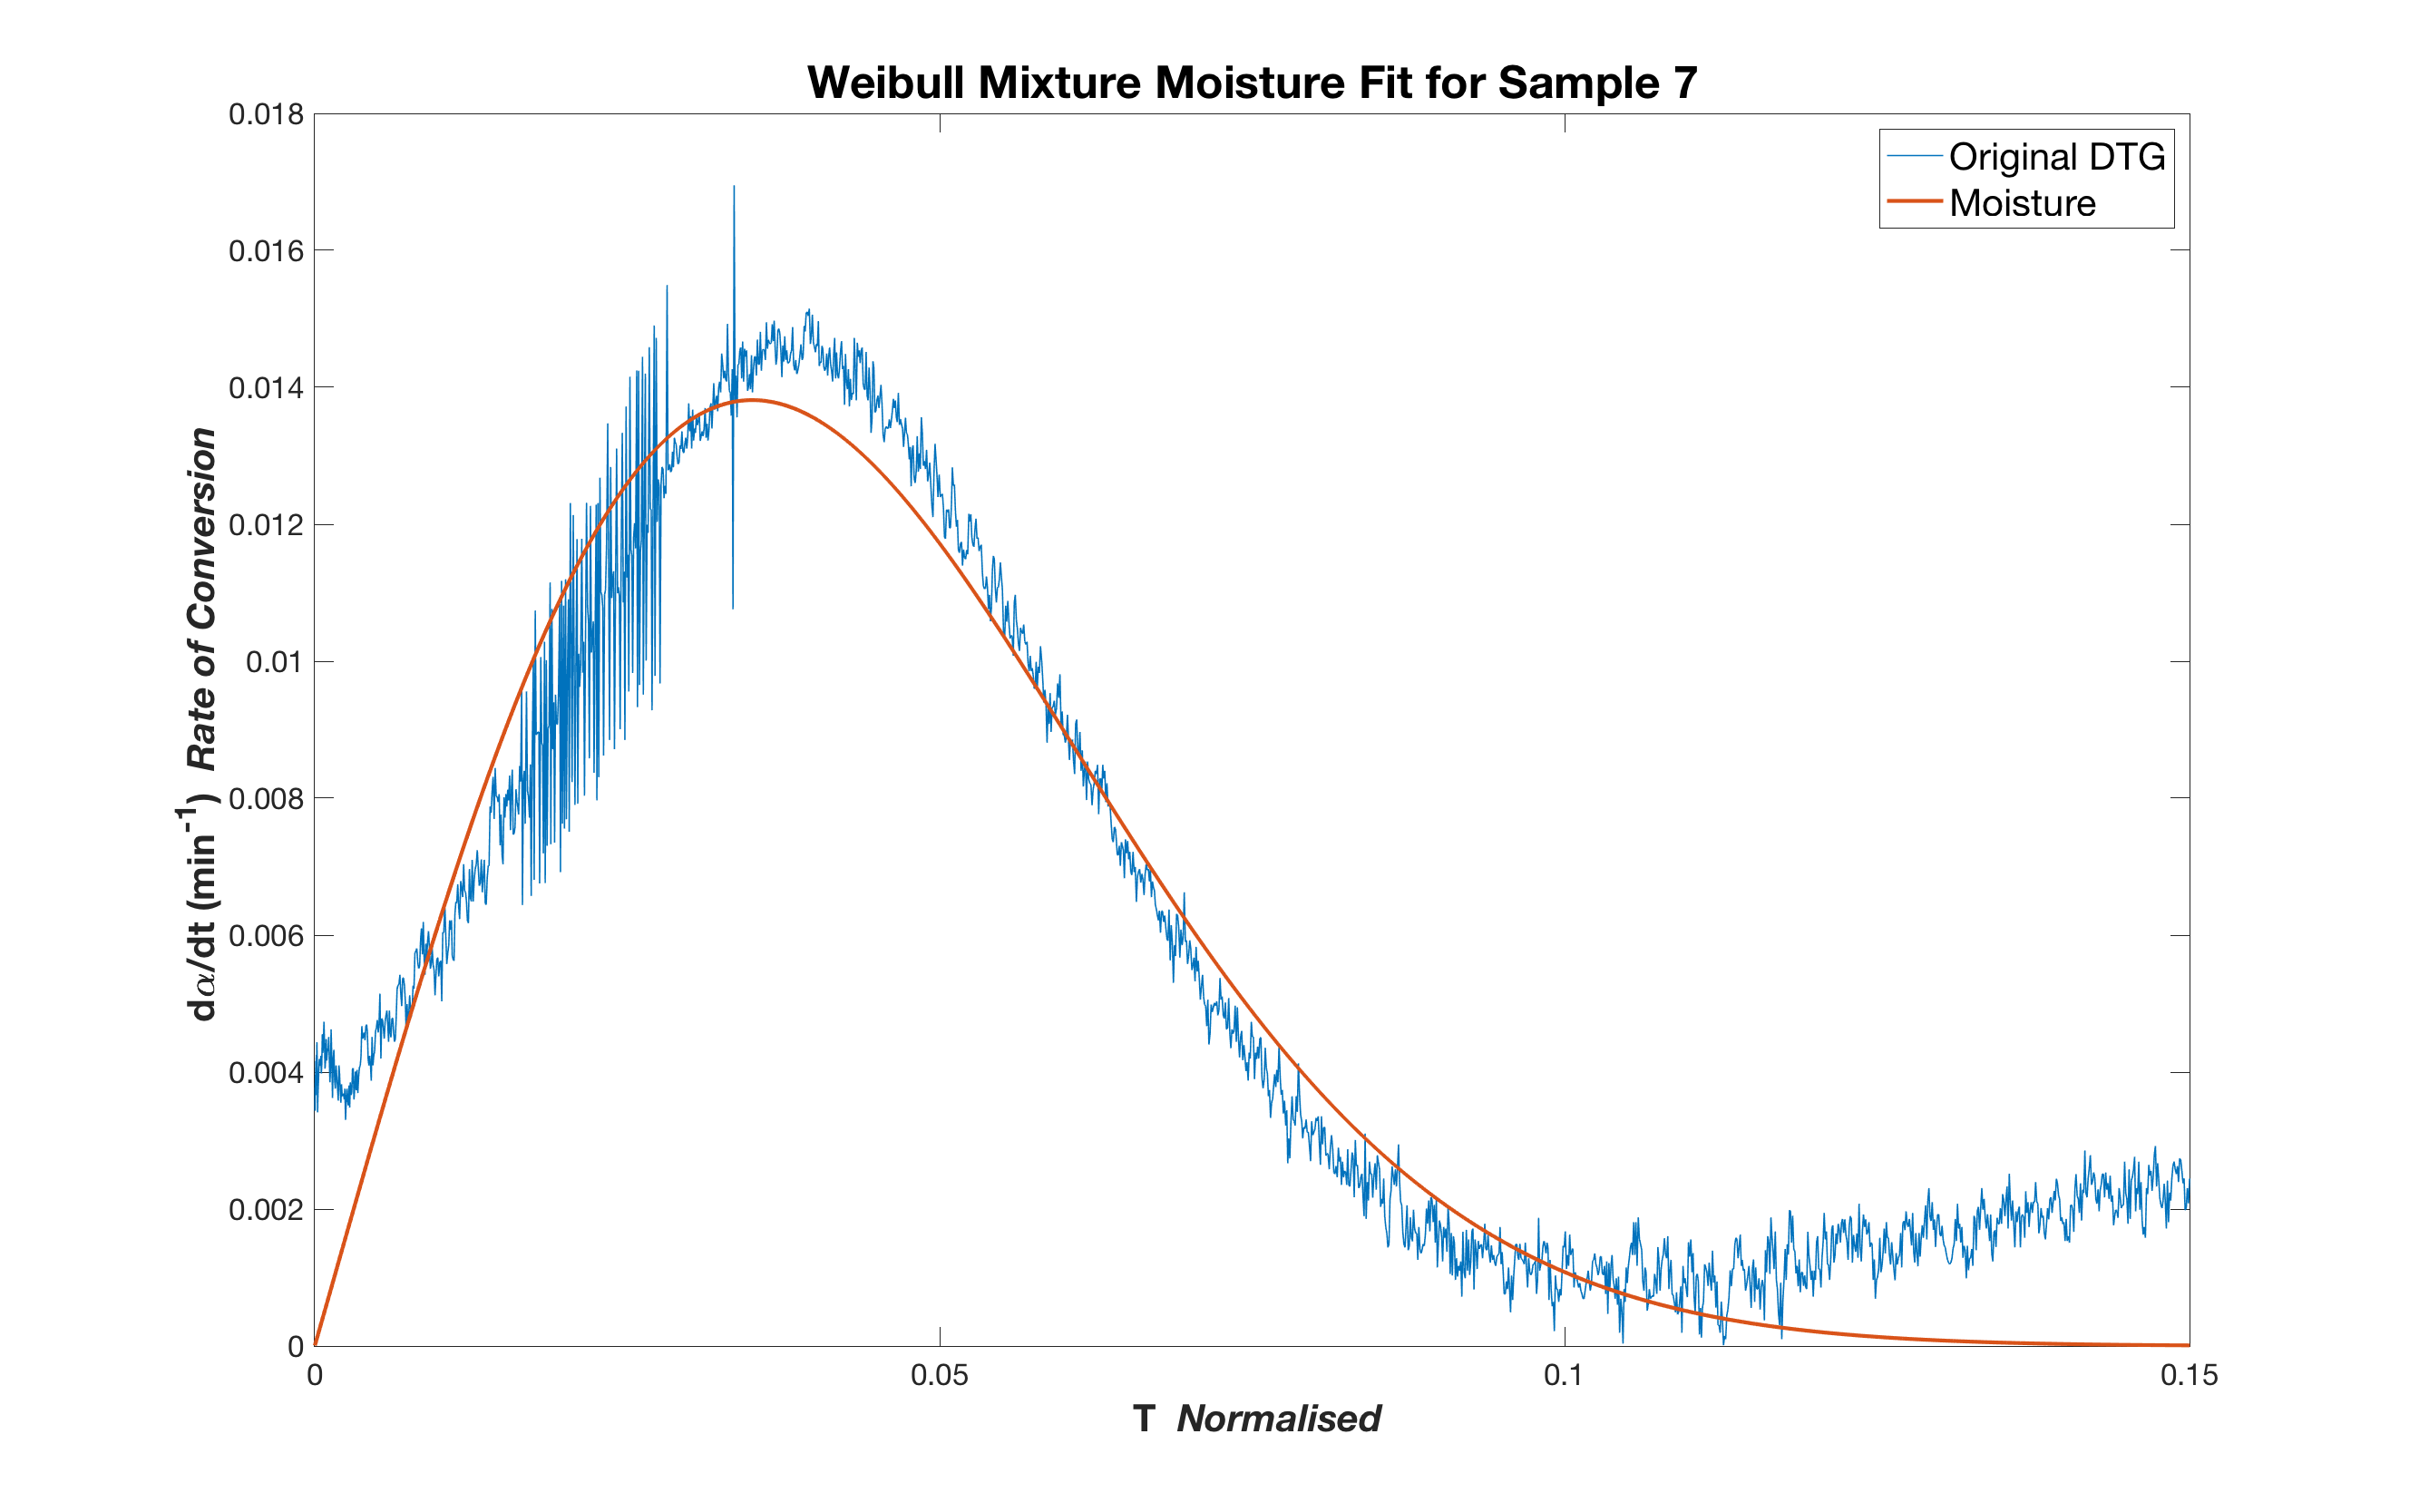 Weibull Mixture Moisture Fit for Sample 7
Original DTG
Moisture
dα/dt (min⁻¹) Rate of Conversion
0.018
0.016
0.014
0.012
0.01
0.008
0.006
0.004
0.002
0
0
0.05
0.1
0.15
T Normalised